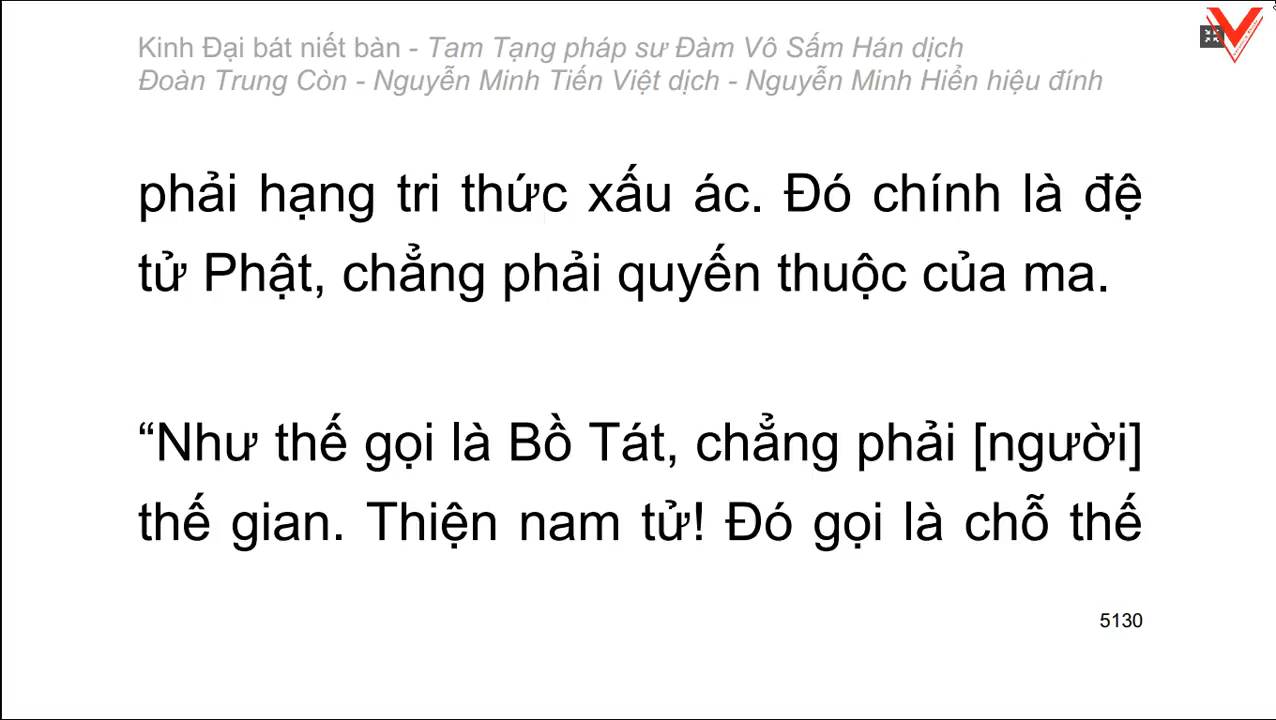 Kinh Đại bát niết bàn - Tam Tạng pháp sư Đàm Vô Sấm Hán dịch
Đoàn Trung Còn - Nguyễn Minh Tiến Việt dịch - Nguyễn Minh Hiển hiệu đính
phải hạng tri thức xấu ác. Đó chính là đệ
tử Phật, chẳng phải quyến thuộc của ma.
“Như thế gọi là Bồ Tát, chẳng phải [người]
thế gian. Thiện nam tử! Đó gọi là chỗ thế
5130